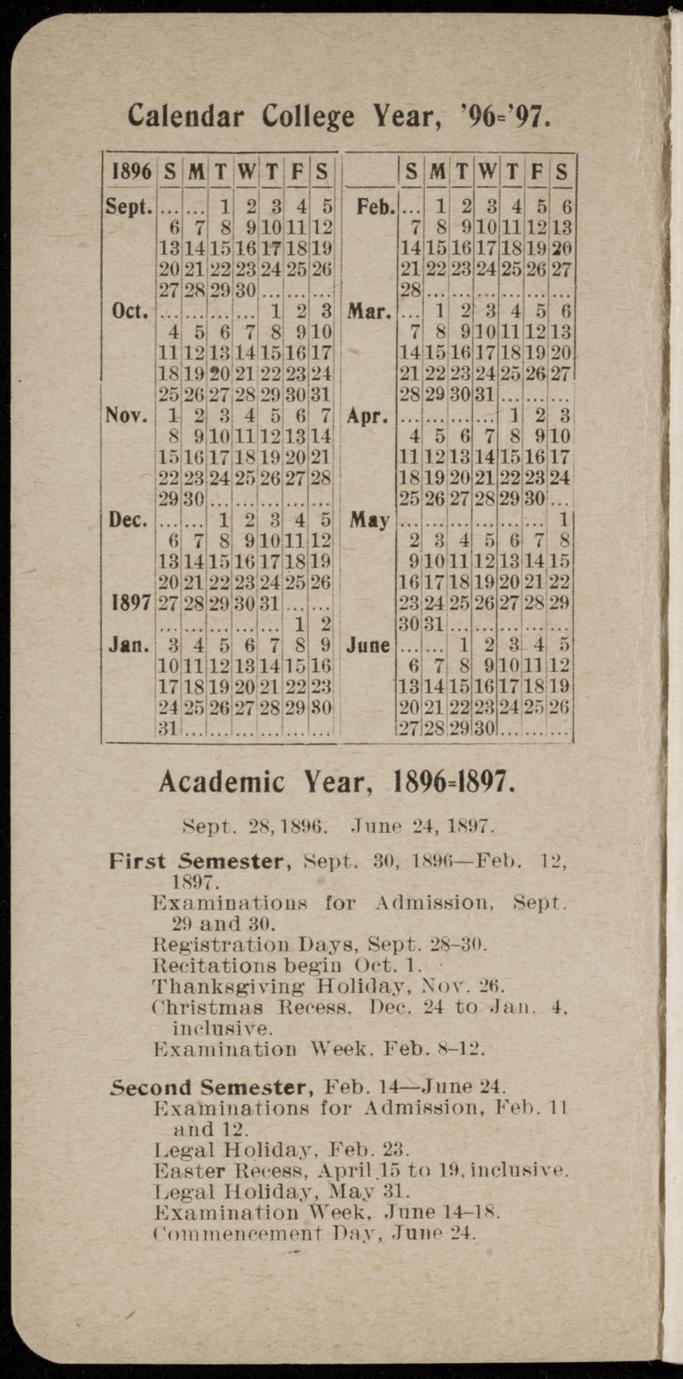 Calendar College Year, '96='97.
1896 S M T W T F S S M T W T F S
Sept. ... ... 1 2 3 4 5 Feb. ... 1 2 3 4 5 6
6 7 8 9 10 11 12 7 8 9 10 11 12 13
13 14 15 16 17 18 19 14 15 16 17 18 19 20
20 21 22 23 24 25 26 21 22 23 24 25 26 27
27 28 29 30 ... ... ... 28 ... ... ... ... ... ...
Oct. ... ... ... ... 1 2 3 Mar. ... 1 2 3 4 5 6
4 5 6 7 8 9 10 7 8 9 10 11 12 13
11 12 13 14 15 16 17 14 15 16 17 18 19 20
18 19 20 21 22 23 24 21 22 23 24 25 26 27
25 26 27 28 29 30 31 28 29 30 31 ... ... ...
Nov. 1 2 3 4 5 6 7 Apr. ... ... ... ... 1 2 3
8 9 10 11 12 13 14 4 5 6 7 8 9 10
15 16 17 18 19 20 21 11 12 13 14 15 16 17
22 23 24 25 26 27 28 18 19 20 21 22 23 24
29 30 ... ... ... ... ... 25 26 27 28 29 30 ...
Dec. ... ... 1 2 3 4 5 May ... ... ... ... ... ... 1
6 7 8 9 10 11 12 2 3 4 5 6 7 8
13 14 15 16 17 18 19 9 10 11 12 13 14 15
20 21 22 23 24 25 26 16 17 18 19 20 21 22
1897 27 28 29 30 31 ... ... 23 24 25 26 27 28 29
... ... ... ... ... 1 2 30 31 ... ... ... ... ...
Jan. 3 4 5 6 7 8 9 June ... ... 1 2 3 4 5
10 11 12 13 14 15 16 6 7 8 9 10 11 12
17 18 19 20 21 22 23 13 14 15 16 17 18 19
24 25 26 27 28 29 30 20 21 22 23 24 25 26
31 ... ... ... ... ... ... 27 28 29 30 ... ... ...
Academic Year, 1896=1897.
Sept. 28, 1896. June 24, 1897.
First Semester, Sept. 30, 1896—Feb. 12,
1897.
Examinations for Admission, Sept.
29 and 30.
Registration Days, Sept. 28–30.
Recitations begin Oct. 1.
Thanksgiving Holiday, Nov. 26.
Christmas Recess, Dec. 24 to Jan. 4,
inclusive.
Examination Week, Feb. 8–12.
Second Semester, Feb. 14—June 24.
Examinations for Admission, Feb. 11
and 12.
Legal Holiday, Feb. 23.
Easter Recess, April 15 to 19, inclusive.
Legal Holiday, May 31.
Examination Week, June 14–18.
Commencement Day, June 24.